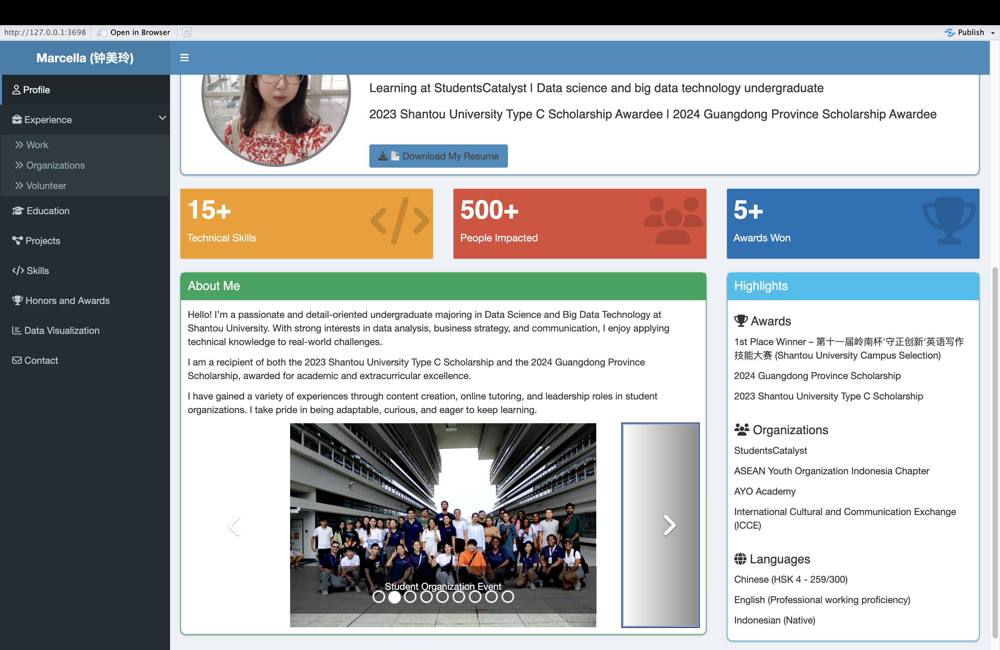 http://127.0.0.1:3698
Open in Browser
Publish
Marcella (钟美玲)
Profile
Experience
Work
Organizations
Volunteer
Education
Projects
Skills
Honors and Awards
Data Visualization
Contact
Learning at StudentsCatalyst | Data science and big data technology undergraduate
2023 Shantou University Type C Scholarship Awardee | 2024 Guangdong Province Scholarship Awardee
Download My Resume
15+
Technical Skills
500+
People Impacted
5+
Awards Won
About Me
Hello! I’m a passionate and detail-oriented undergraduate majoring in Data Science and Big Data Technology at
Shantou University. With strong interests in data analysis, business strategy, and communication, I enjoy applying
technical knowledge to real-world challenges.
I am a recipient of both the 2023 Shantou University Type C Scholarship and the 2024 Guangdong Province
Scholarship, awarded for academic and extracurricular excellence.
I have gained a variety of experiences through content creation, online tutoring, and leadership roles in student
organizations. I take pride in being adaptable, curious, and eager to keep learning.
Student Organization Event
Highlights
Awards
1st Place Winner – 第十一届岭南杯'守正创新'英语写作
技能大赛 (Shantou University Campus Selection)
2024 Guangdong Province Scholarship
2023 Shantou University Type C Scholarship
Organizations
StudentsCatalyst
ASEAN Youth Organization Indonesia Chapter
AYO Academy
International Cultural and Communication Exchange
(ICCE)
Languages
Chinese (HSK 4 - 259/300)
English (Professional working proficiency)
Indonesian (Native)